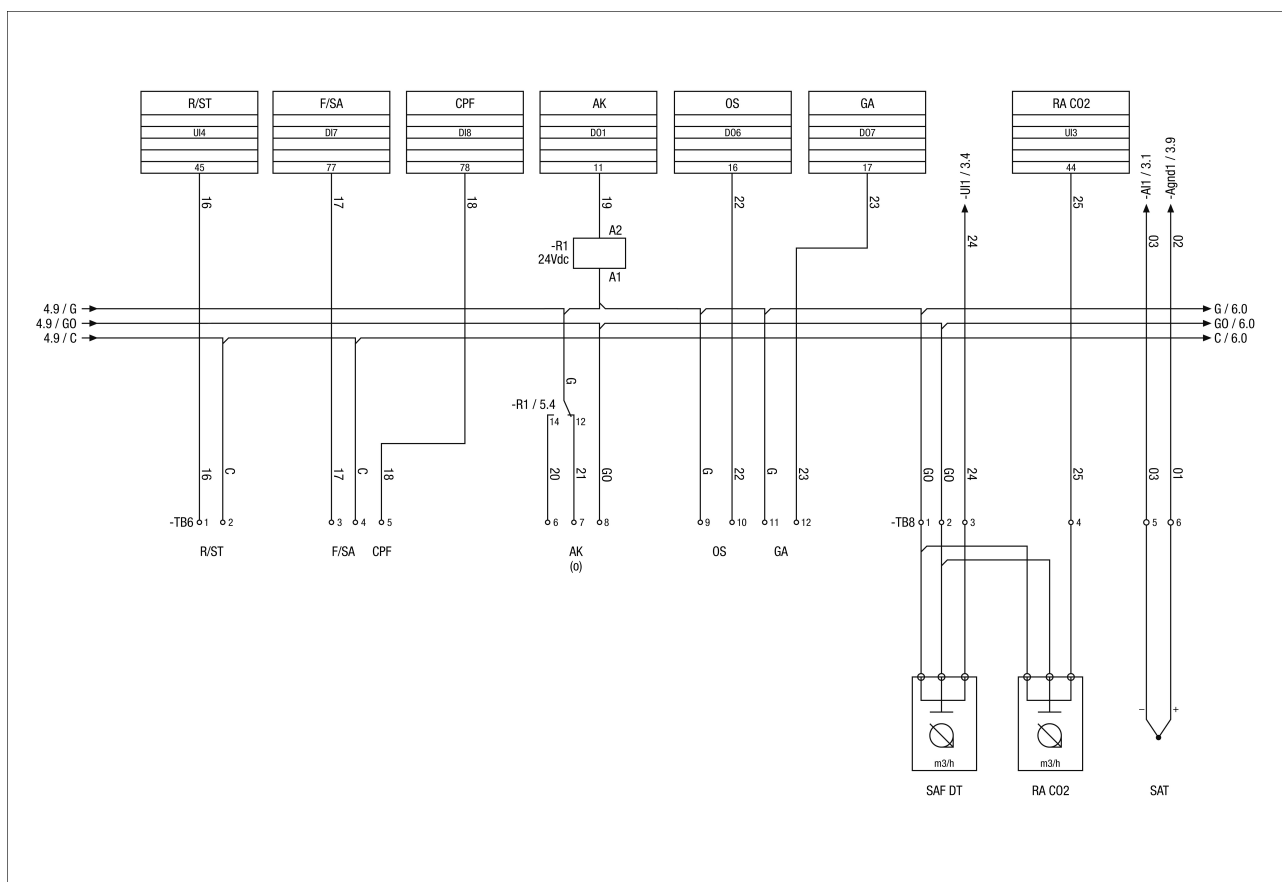 R/ST
F/SA
CPF
AK
OS
GA
RA CO2
UI4
DI7
DI8
DO1
DO6
DO7
UI3
45
77
78
11
16
17
44
-UI1 / 3.4
-AI1 / 3.1
-Agnd1 / 3.9
16
17
18
19
22
23
24
25
03
02
A2
-R1
24Vdc
A1
4.9 / G
G / 6.0
4.9 / GO
GO / 6.0
4.9 / C
C / 6.0
G
-R1 / 5.4
14
12
16
C
17
C
18
20
21
GO
G
22
G
23
GO
GO
24
25
03
01
-TB6
1
2
3
4
5
6
7
8
9
10
11
12
-TB8
1
2
3
4
5
6
R/ST
F/SA
CPF
AK
OS
GA
(o)
–
+
m3/h
m3/h
SAF DT
RA CO2
SAT